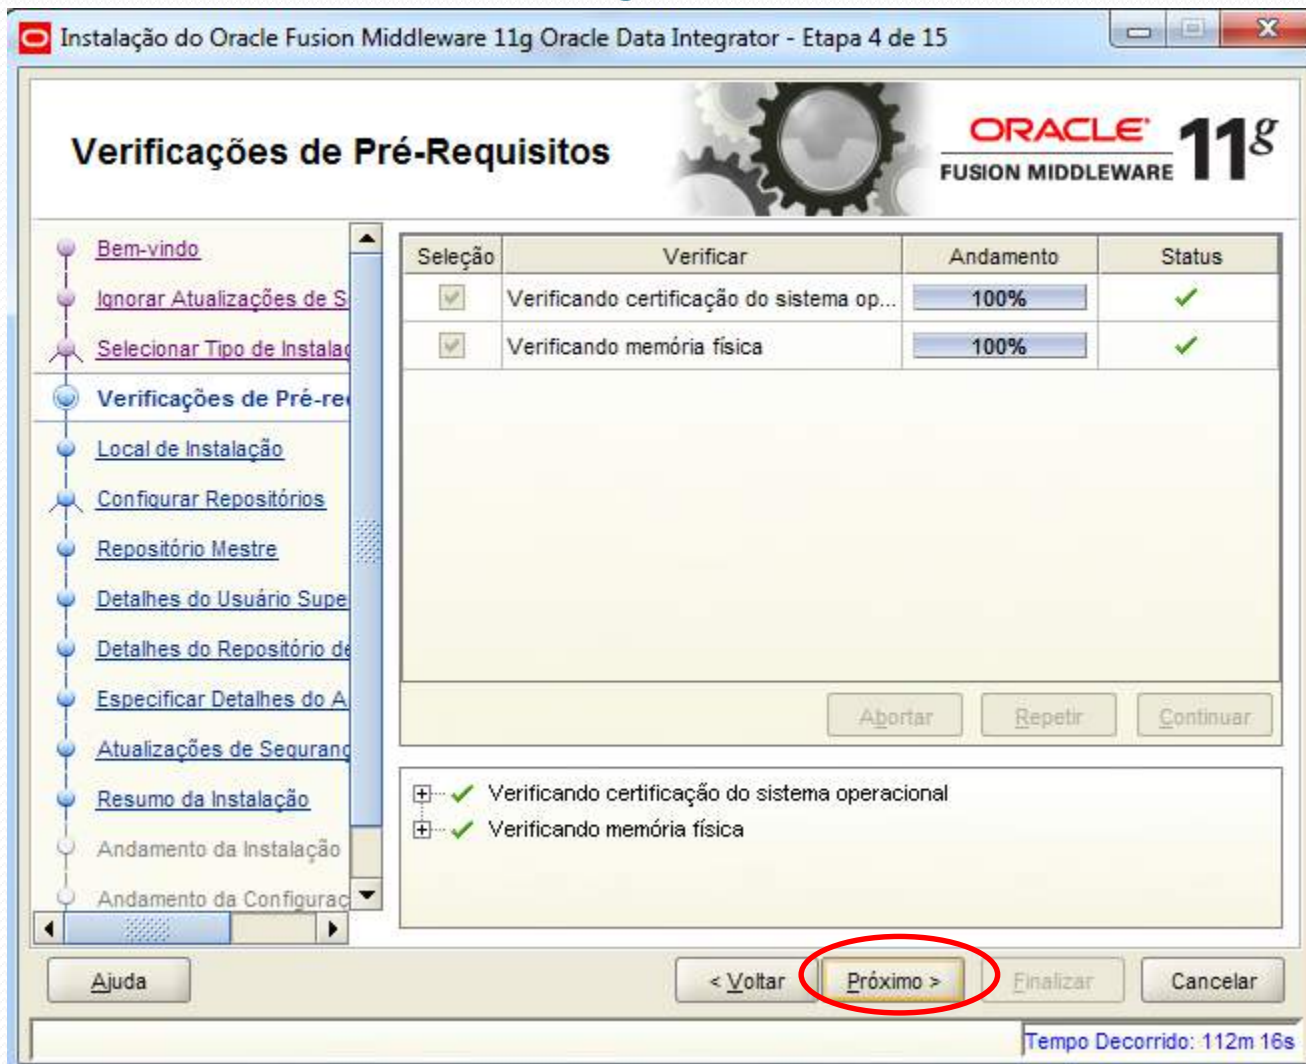 Instalação do Oracle Fusion Middleware 11g Oracle Data Integrator - Etapa 4 de 15
Verificações de Pré-Requisitos
ORACLE
FUSION MIDDLEWARE
11g
Bem-vindo
Ignorar Atualizações de S
Selecionar Tipo de Instalaç
Verificações de Pré-re
Local de Instalação
Configurar Repositórios
Repositório Mestre
Detalhes do Usuário Supe
Detalhes do Repositório de
Especificar Detalhes do A
Atualizações de Seguranç
Resumo da Instalação
Andamento da Instalação
Andamento da Configuraç
Seleção Verificar Andamento Status
Verificando certificação do sistema op... 100%
Verificando memória física 100%
Abortar Repetir Continuar
Verificando certificação do sistema operacional
Verificando memória física
Ajuda < Voltar Próximo > Finalizar Cancelar
Tempo Decorrido: 112m 16s